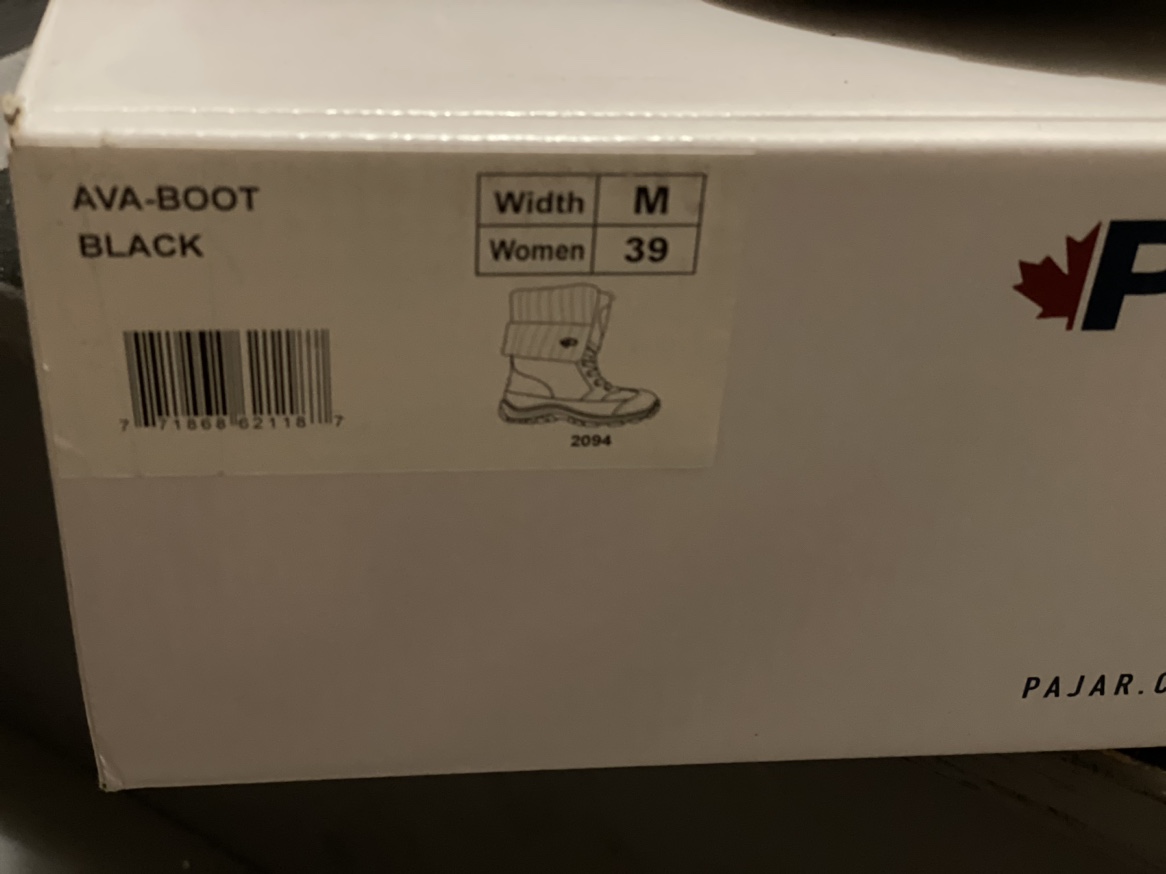 AVA-BOOT
BLACK
Width M
Women 39
7 71868 62118 7
2094
P
PAJAR.C